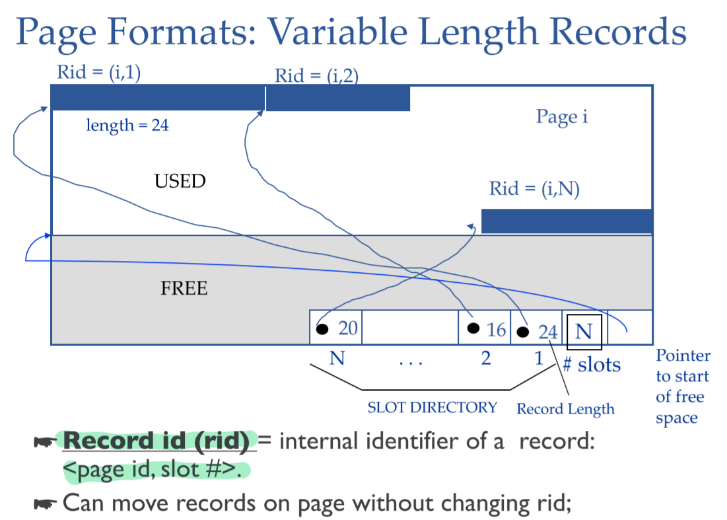 Page Formats: Variable Length Records
Rid = (i,1)
Rid = (i,2)
length = 24
Page i
USED
Rid = (i,N)
FREE
20
16
24
N
N
. . .
2
1
# slots
Pointer
to start
of free
space
SLOT DIRECTORY
Record Length
☛ Record id (rid) = internal identifier of a record:
<page id, slot #>.
☛ Can move records on page without changing rid;